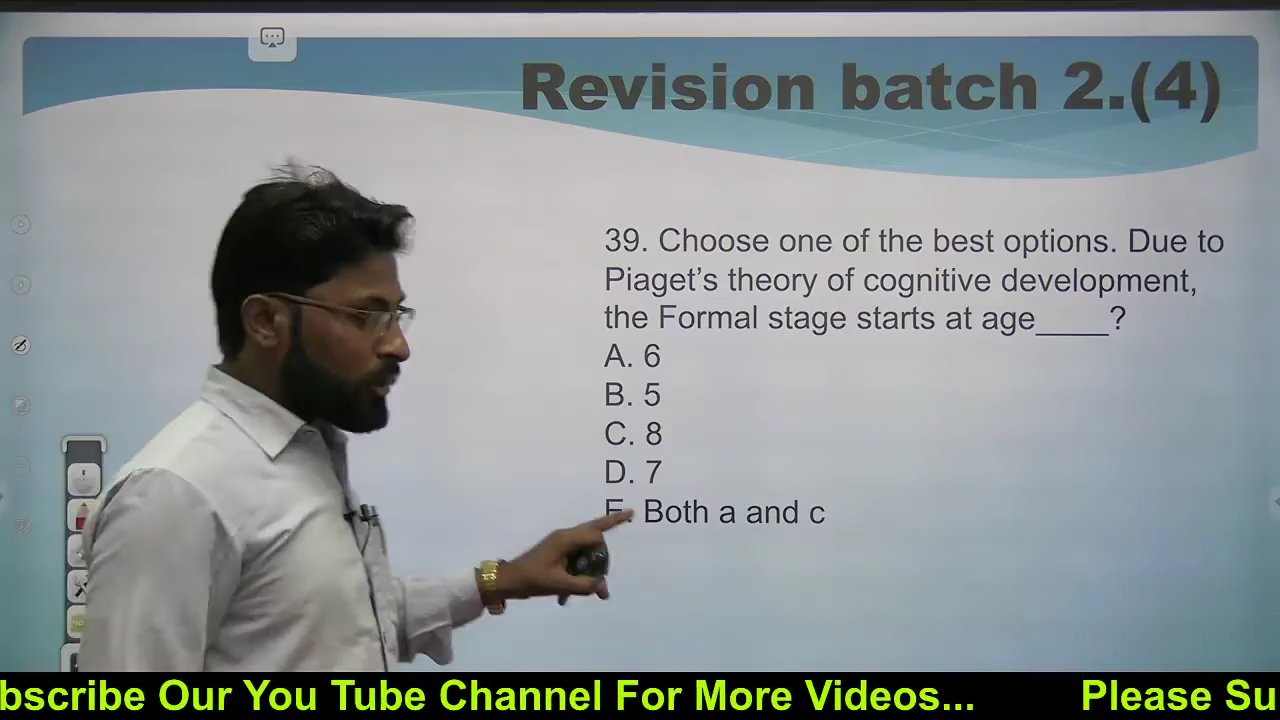 Revision batch 2.(4)
39. Choose one of the best options. Due to
Piaget’s theory of cognitive development,
the Formal stage starts at age____?
A. 6
B. 5
C. 8
D. 7
E. Both a and c
bscribe Our You Tube Channel For More Videos... Please Su